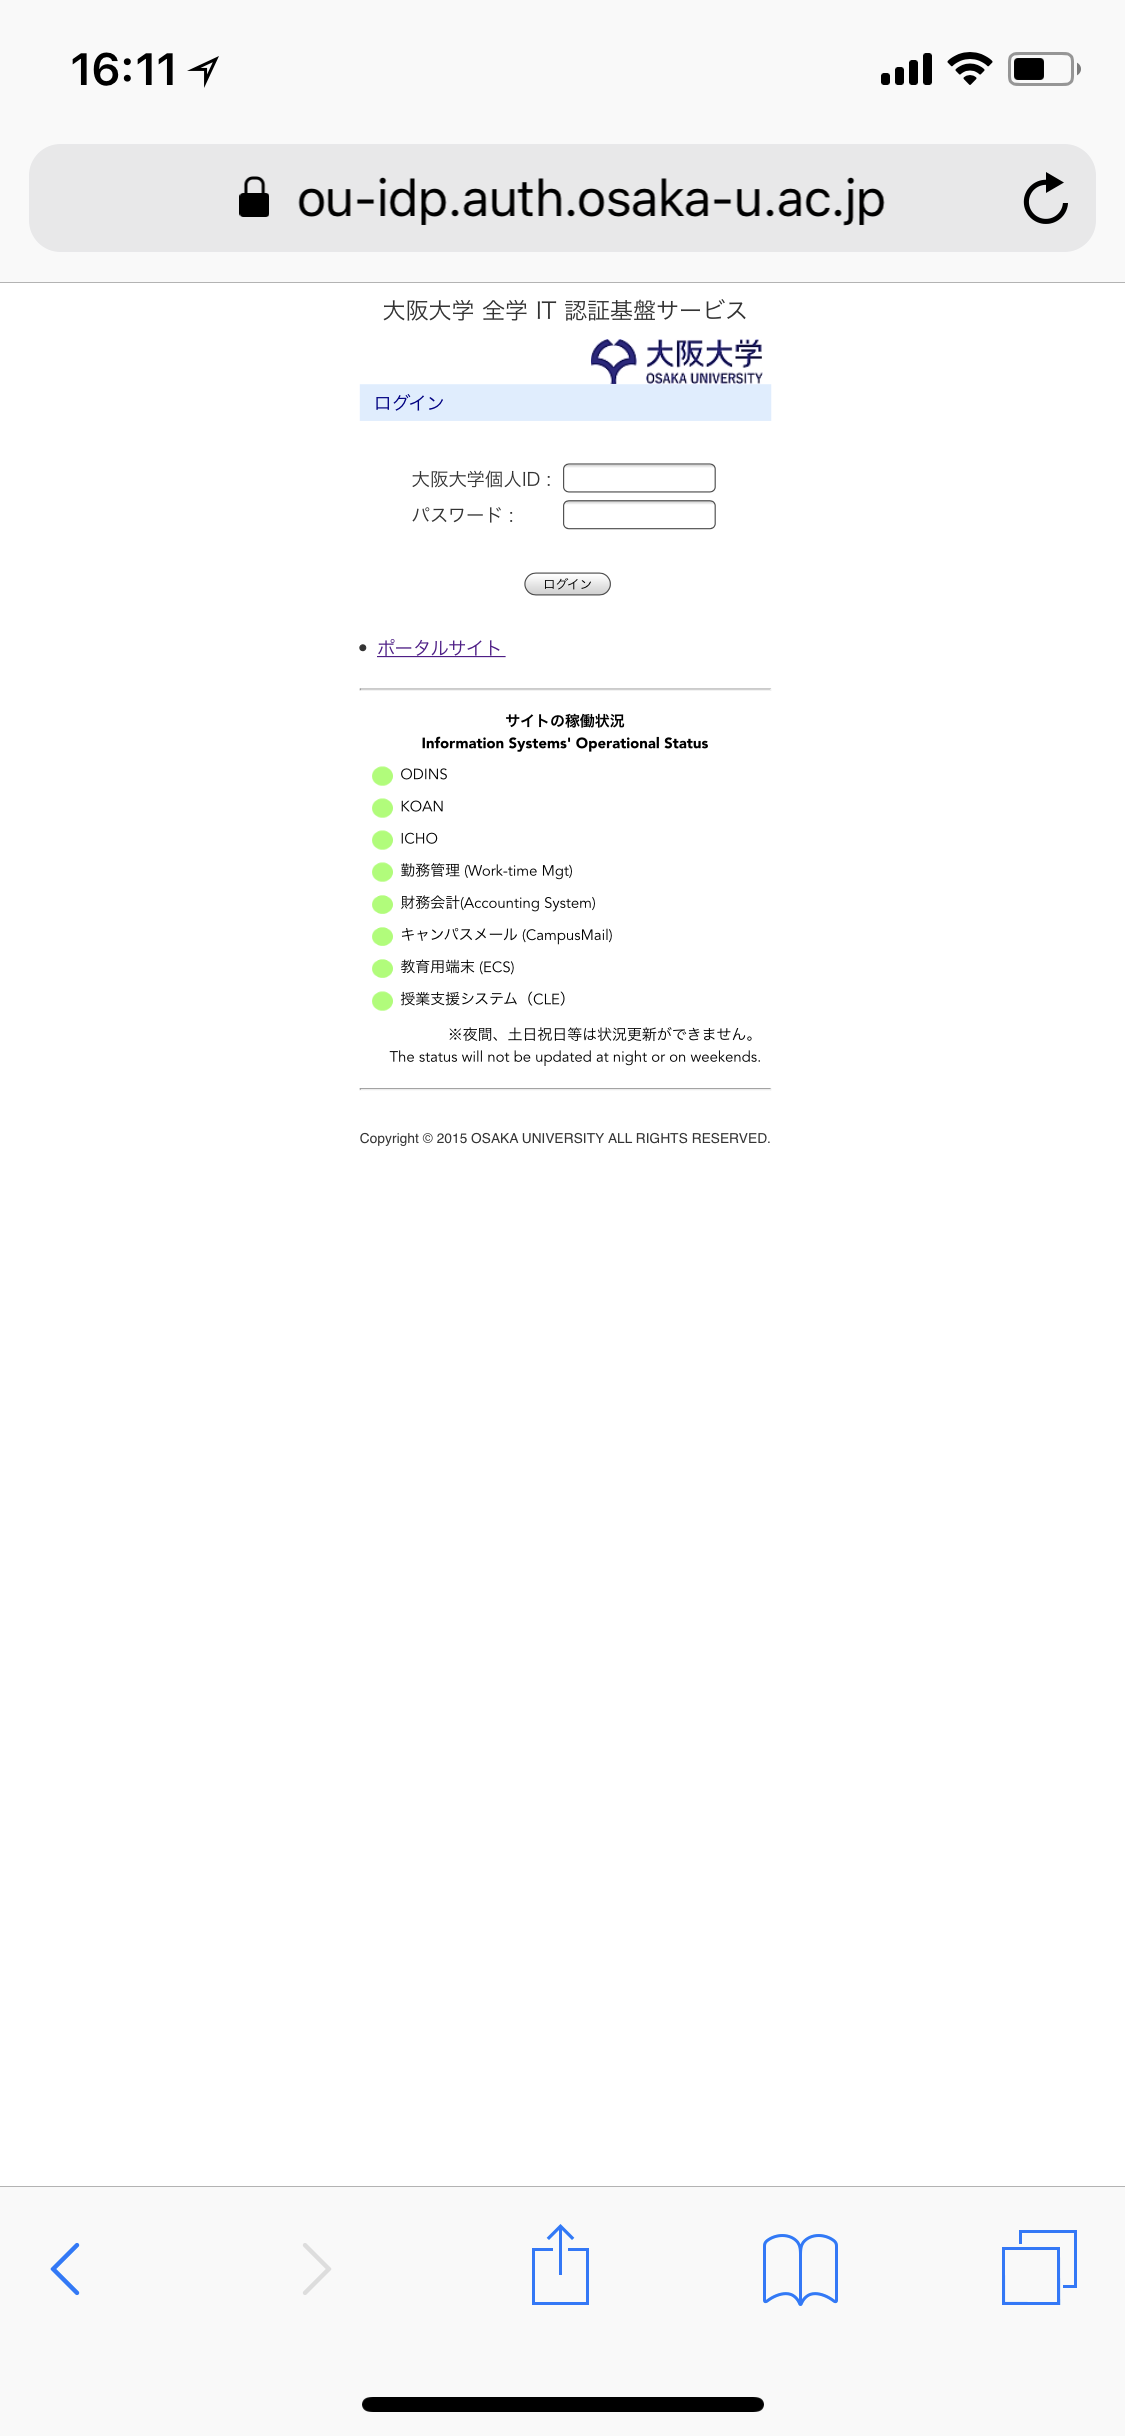 16:11
ou-idp.auth.osaka-u.ac.jp
大阪大学 全学 IT 認証基盤サービス
大阪大学
OSAKA UNIVERSITY
ログイン
大阪大学個人ID :
パスワード :
ログイン
• ポータルサイト
サイトの稼働状況
Information Systems' Operational Status
ODINS
KOAN
ICHO
勤務管理 (Work-time Mgt)
財務会計(Accounting System)
キャンパスメール (CampusMail)
教育用端末 (ECS)
授業支援システム（CLE）
※夜間、土日祝日等は状況更新ができません。
The status will not be updated at night or on weekends.
Copyright © 2015 OSAKA UNIVERSITY ALL RIGHTS RESERVED.